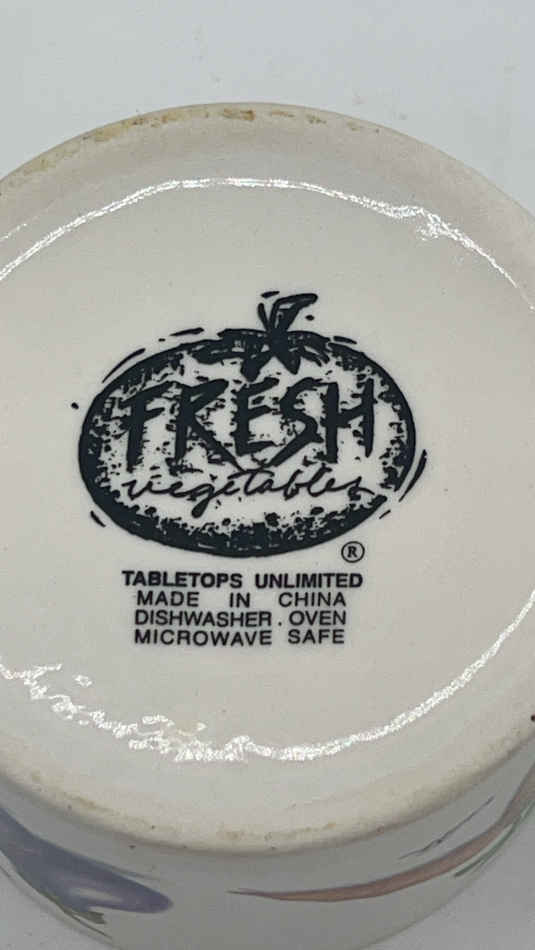 FRESH
vegetables
®
TABLETOPS UNLIMITED
MADE IN CHINA
DISHWASHER . OVEN
MICROWAVE SAFE